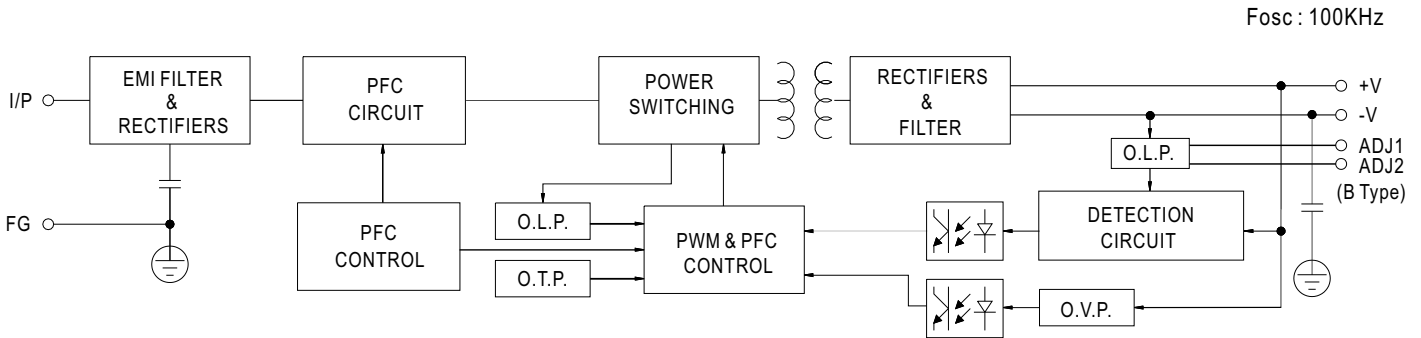 Fosc : 100KHz
I/P
EMI FILTER
&
RECTIFIERS
PFC
CIRCUIT
POWER
SWITCHING
RECTIFIERS
&
FILTER
+V
-V
O.L.P.
ADJ1
ADJ2
(B Type)
FG
PFC
CONTROL
O.L.P.
O.T.P.
PWM & PFC
CONTROL
DETECTION
CIRCUIT
O.V.P.